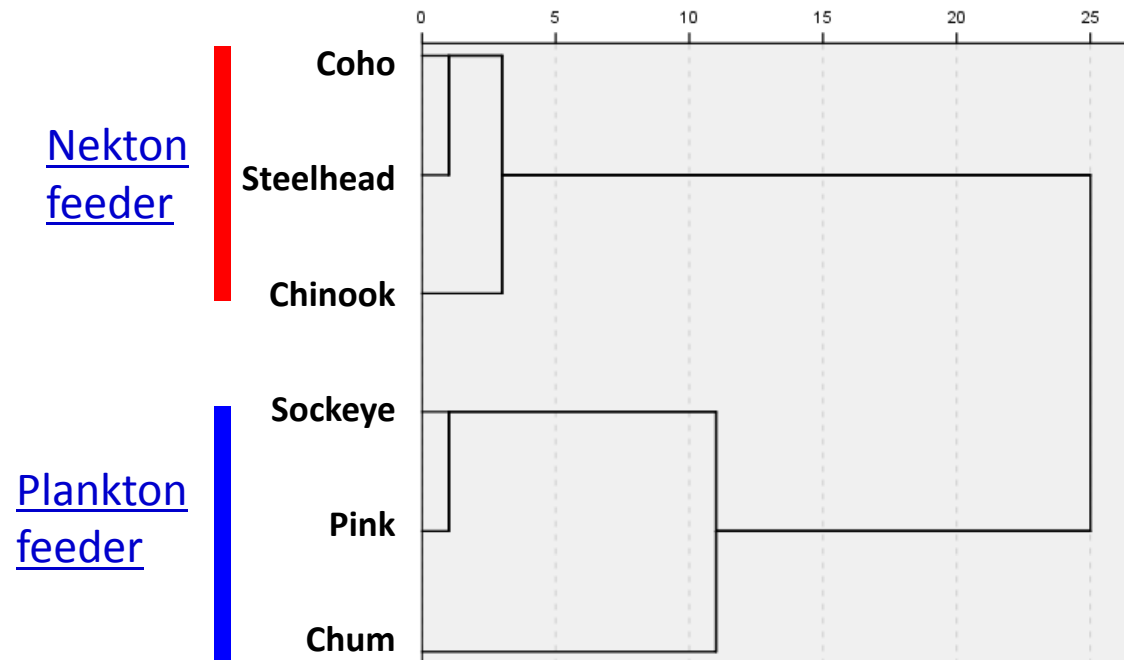 0 5 10 15 20 25
Coho
Nekton
feeder
Steelhead
Chinook
Sockeye
Plankton
feeder
Pink
Chum